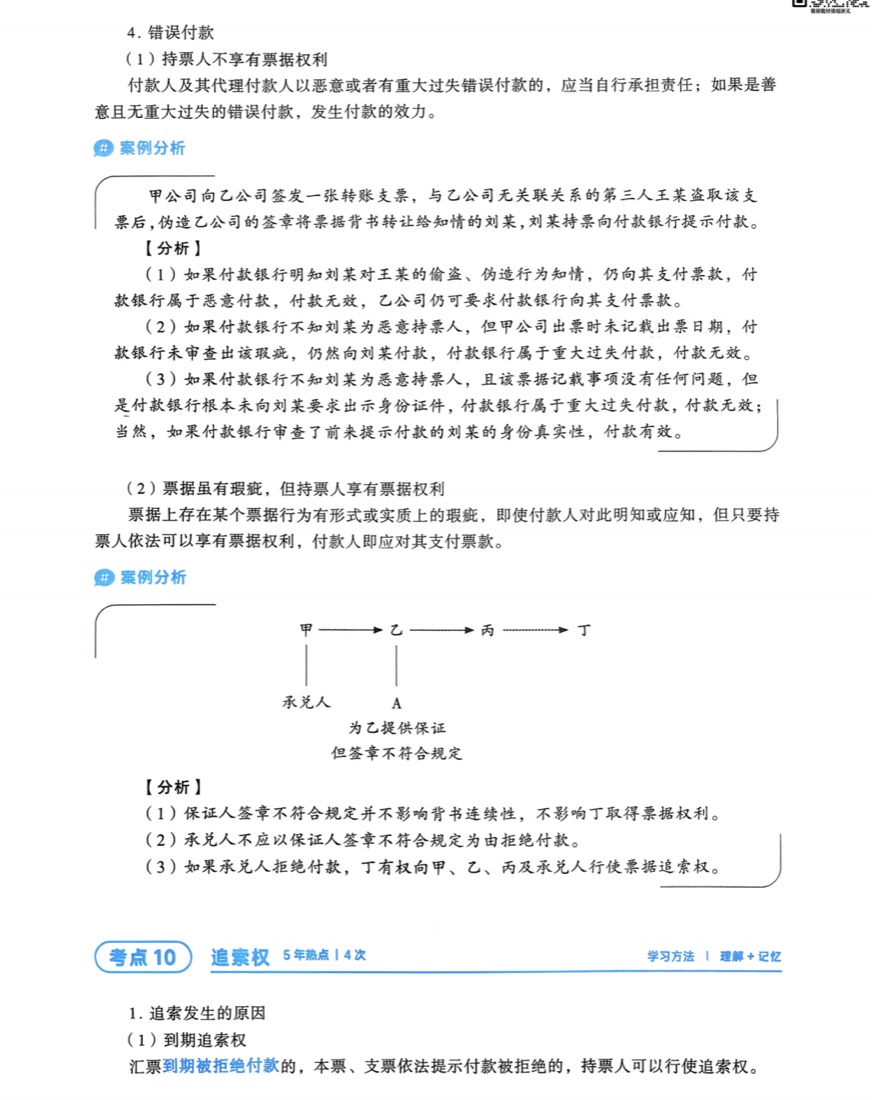 4. 错误付款
（1）持票人不享有票据权利
付款人及其代理付款人以恶意或者有重大过失错误付款的，应当自行承担责任；如果是善
意且无重大过失的错误付款，发生付款的效力。
# 案例分析
甲公司向乙公司签发一张转账支票，与乙公司无关联关系的第三人王某盗取该支
票后，伪造乙公司的签章将票据背书转让给知情的刘某，刘某持票向付款银行提示付款。
【分析】
（1）如果付款银行明知刘某对王某的偷盗、伪造行为知情，仍向其支付票款，付
款银行属于恶意付款，付款无效，乙公司仍可要求付款银行向其支付票款。
（2）如果付款银行不知刘某为恶意持票人，但甲公司出票时未记载出票日期，付
款银行未审查出该瑕疵，仍然向刘某付款，付款银行属于重大过失付款，付款无效。
（3）如果付款银行不知刘某为恶意持票人，且该票据记载事项没有任何问题，但
是付款银行根本未向刘某要求出示身份证件，付款银行属于重大过失付款，付款无效；
当然，如果付款银行审查了前来提示付款的刘某的身份真实性，付款有效。
（2）票据虽有瑕疵，但持票人享有票据权利
票据上存在某个票据行为有形式或实质上的瑕疵，即使付款人对此明知或应知，但只要持
票人依法可以享有票据权利，付款人即应对其支付票款。
# 案例分析
甲 乙 丙 丁
承兑人 A
为乙提供保证
但签章不符合规定
【分析】
（1）保证人签章不符合规定并不影响背书连续性，不影响丁取得票据权利。
（2）承兑人不应以保证人签章不符合规定为由拒绝付款。
（3）如果承兑人拒绝付款，丁有权向甲、乙、丙及承兑人行使票据追索权。
考点 10 追索权 5年热点 | 4次 学习方法 | 理解+记忆
1. 追索发生的原因
（1）到期追索权
汇票到期被拒绝付款的，本票、支票依法提示付款被拒绝的，持票人可以行使追索权。